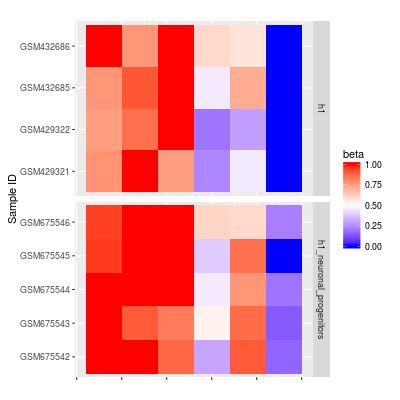 GSM432686
GSM432685
GSM429322
GSM429321
h1
GSM675546
GSM675545
GSM675544
GSM675543
GSM675542
h1_neuronal_progenitors
Sample ID
beta
1.00
0.75
0.50
0.25
0.00